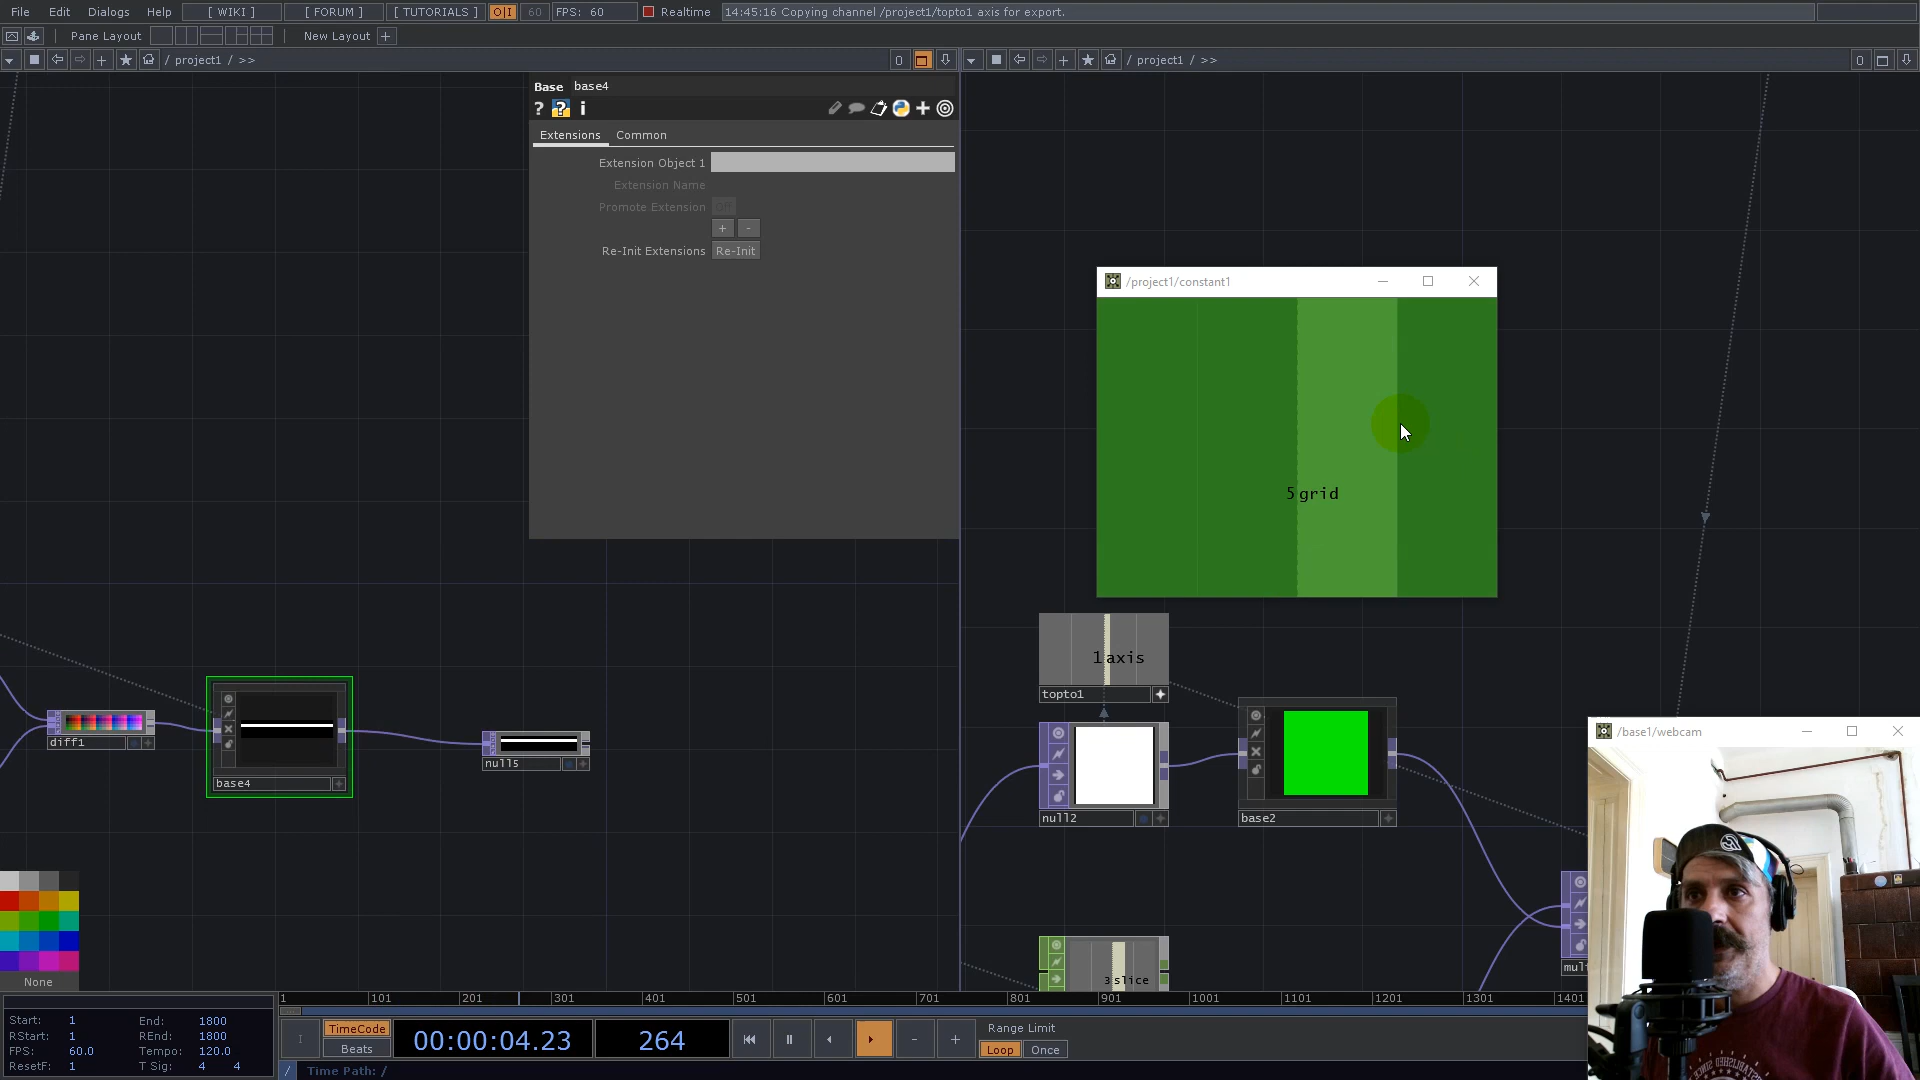 File Edit Dialogs Help [ WIKI ] [ FORUM ] [ TUTORIALS ] O|I 60 FPS: 60 Realtime 14:45:16 Copying channel /project1/topto1 axis for export.
Pane Layout New Layout +
/ project1 / >> 0
/ project1 / >> 0
Base base4
? ? i
Extensions Common
Extension Object 1
Extension Name
Promote Extension Off
+ -
Re-Init Extensions Re-Init
/project1/constant1
5 grid
1 axis
topto1
diff1
base4
null5
null2
base2
3 slice
/base1/webcam
None
1 101 201 301 401 501 601 701 801 901 1001 1101 1201 1301 1401
Start: 1 End: 1800
RStart: 1 REnd: 1800
FPS: 60.0 Tempo: 120.0
ResetF: 1 T Sig: 4 4
TimeCode
Beats
00:00:04.23
264
Range Limit
Loop Once
/ Time Path: /